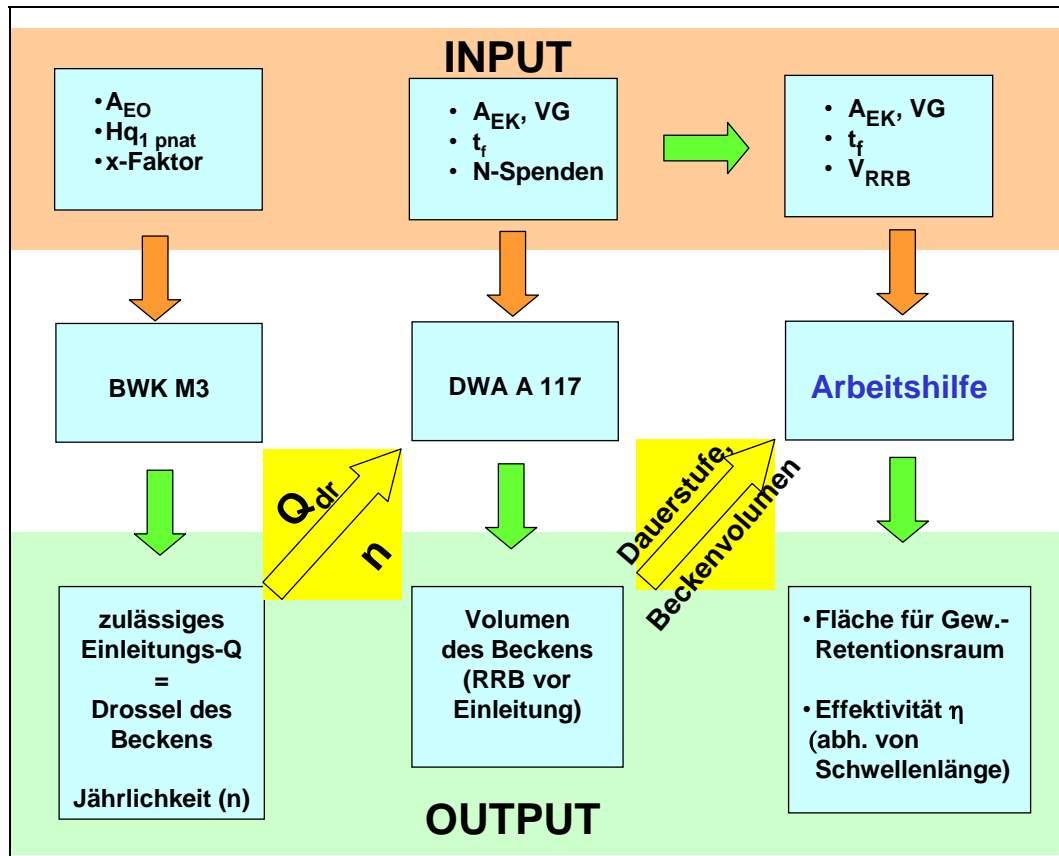 INPUT
• A_EO
• Hq_1 pnat
• x-Faktor
• A_EK, VG
• t_f
• N-Spenden
• A_EK, VG
• t_f
• V_RRB
BWK M3
DWA A 117
Arbeitshilfe
Q_dr
n
Dauerstufe,
Beckenvolumen
zulässiges
Einleitungs-Q
=
Drossel des
Beckens
Jährlichkeit (n)
Volumen
des Beckens
(RRB vor
Einleitung)
• Fläche für Gew.-
Retentionsraum
• Effektivität η
(abh. von
Schwellenlänge)
OUTPUT